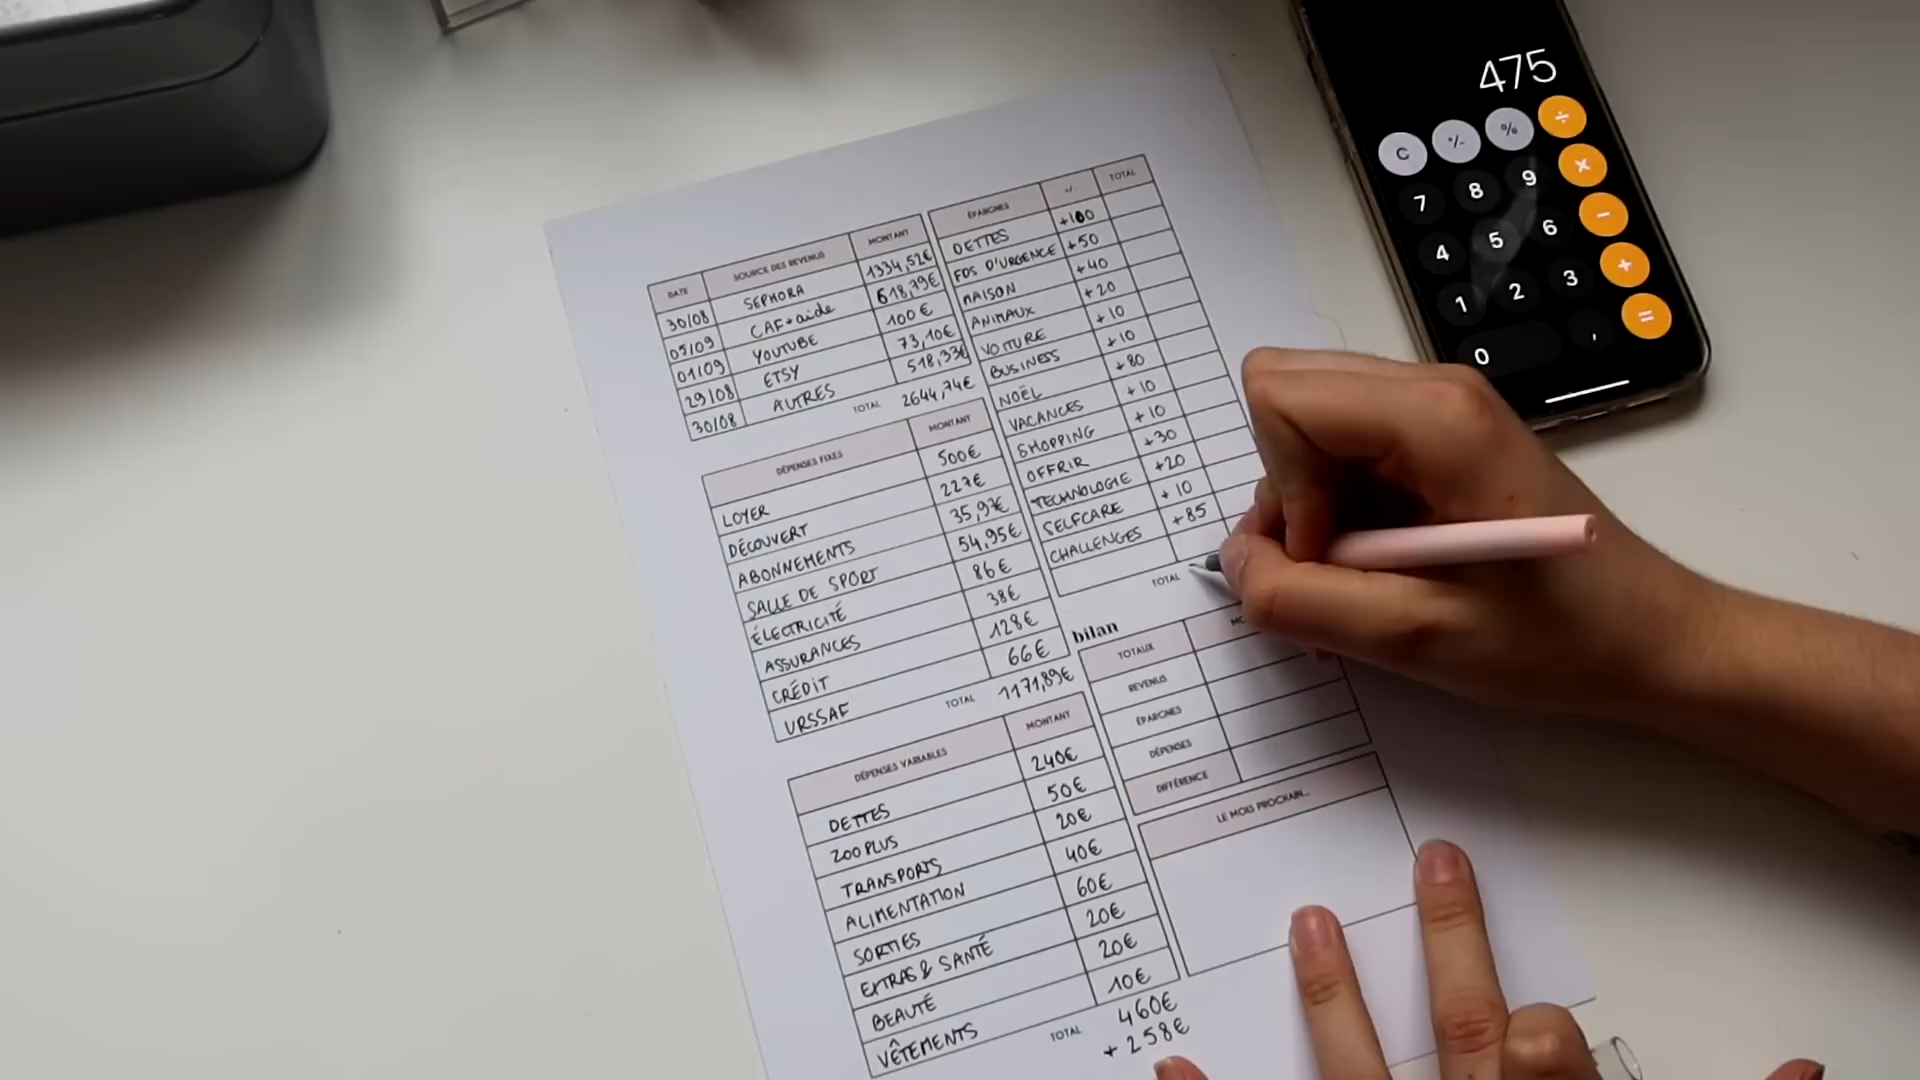 DATE SOURCE DES REVENUS MONTANT
30/08 SEPHORA 1334,52€
05/09 CAF+aide 618,79€
01/09 YOUTUBE 100€
29/08 ETSY 73,10€
30/08 AUTRES 518,33€
TOTAL 2644,74€
DÉPENSES FIXES MONTANT
LOYER 500€
DÉCOUVERT 227€
ABONNEMENTS 35,97€
SALLE DE SPORT 54,95€
ÉLECTRICITÉ 86€
ASSURANCES 38€
CRÉDIT 128€
URSSAF 66€
TOTAL 1171,89€
DÉPENSES VARIABLES MONTANT
DETTES 240€
ZOOPLUS 50€
TRANSPORTS 20€
ALIMENTATION 40€
SORTIES 60€
EXTRAS & SANTÉ 20€
BEAUTÉ 20€
VÊTEMENTS 10€
TOTAL 460€
+ 258€
ÉPARGNES +/- TOTAL
DETTES +100
FDS D'URGENCE +50
MAISON +40
ANIMAUX +20
VOITURE +10
BUSINESS +10
NOËL +80
VACANCES +10
SHOPPING +10
OFFRIR +30
TECHNOLOGIE +20
SELFCARE +10
CHALLENGES +85
TOTAL
bilan
TOTAUX
REVENUS
ÉPARGNES
DÉPENSES
DIFFÉRENCE
LE MOIS PROCHAIN...
475
C +/- % ÷
7 8 9 ×
4 5 6 −
1 2 3 +
0 , =